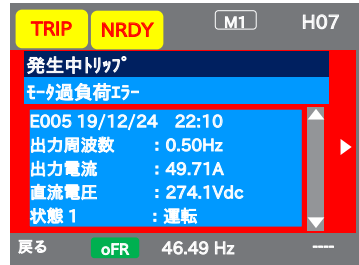 TRIP NRDY M1 H07
発生中ﾄﾘｯﾌﾟ
ﾓｰﾀ過負荷ｴﾗｰ
E005 19/12/24 22:10
出力周波数 : 0.50Hz
出力電流 : 49.71A
直流電圧 : 274.1Vdc
状態 1 : 運転
戻る oFR 46.49 Hz ----